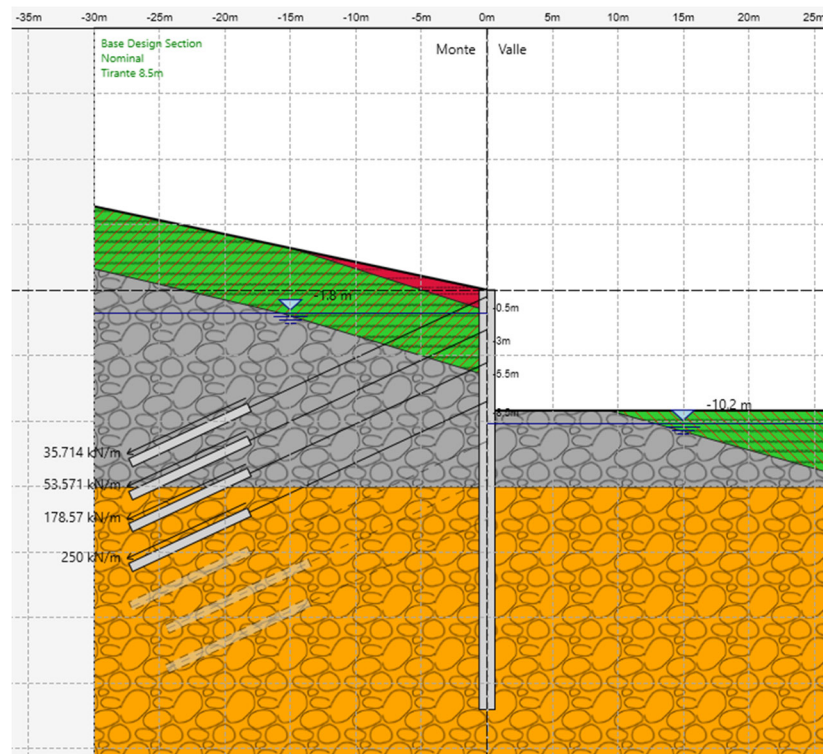 -35m -30m -25m -20m -15m -10m -5m 0m 5m 10m 15m 20m 25m
Base Design Section
Nominal
Tirante 8.5m
Monte Valle
-1.8 m
-0.5m
-3m
-5.5m
-8.5m
-10.2 m
35.714 kN/m
53.571 kN/m
178.57 kN/m
250 kN/m